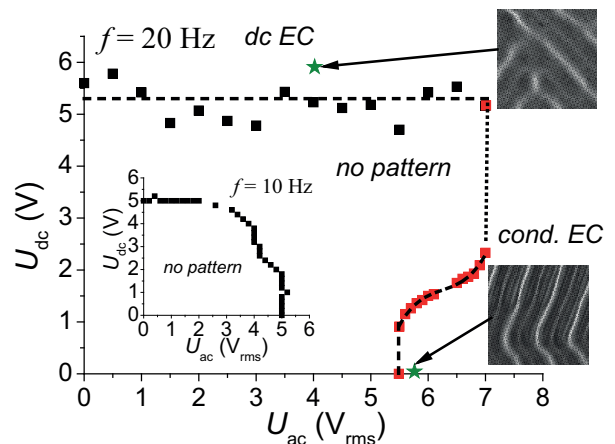 f = 20 Hz
dc EC
no pattern
cond. EC
U_dc (V)
6
5
4
3
2
1
0
0 1 2 3 4 5 6 7 8
U_ac (V_rms)
f = 10 Hz
no pattern
U_dc (V)
6
5
4
3
2
1
0
0 1 2 3 4 5 6
U_ac (V_rms)